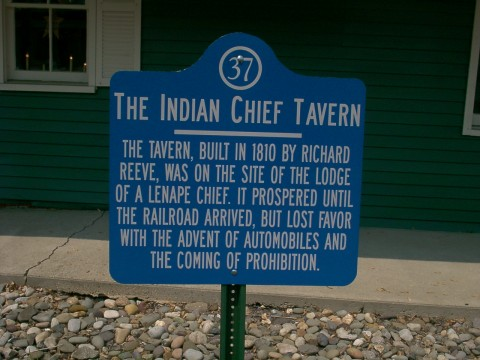 37
THE INDIAN CHIEF TAVERN
THE TAVERN, BUILT IN 1810 BY RICHARD
REEVE, WAS ON THE SITE OF THE LODGE
OF A LENAPE CHIEF. IT PROSPERED UNTIL
THE RAILROAD ARRIVED, BUT LOST FAVOR
WITH THE ADVENT OF AUTOMOBILES AND
THE COMING OF PROHIBITION.